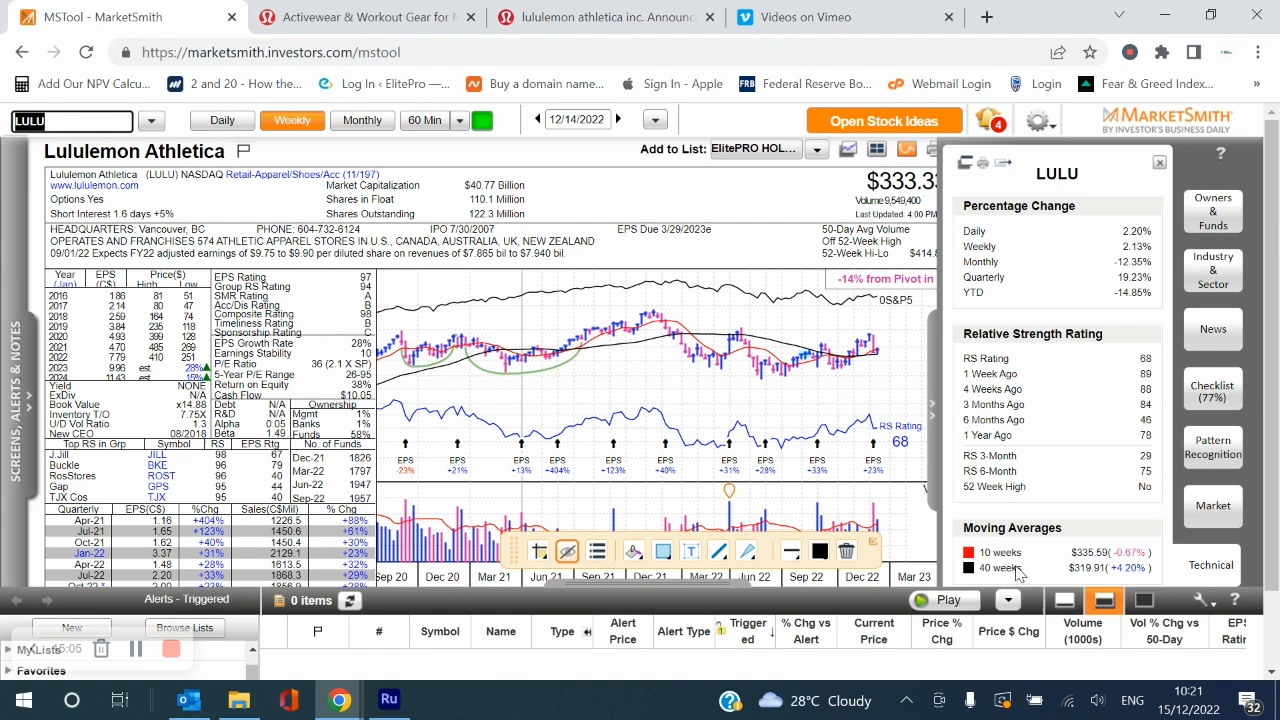 MSTool - MarketSmith
Activewear & Workout Gear for M
lululemon athletica inc. Announc
Videos on Vimeo
https://marketsmith.investors.com/mstool
Add Our NPV Calcu...
2 and 20 - How the...
Log In ‹ ElitePro —...
Buy a domain name...
Sign In - Apple
FRB
Federal Reserve Bo...
Webmail Login
Login
Fear & Greed Index...
»
LULU
Daily
Weekly
Monthly
60 Min
12/14/2022
Open Stock Ideas
4
MARKETSMITH
BY INVESTOR'S BUSINESS DAILY
Lululemon Athletica
Add to List:
ElitePRO HOL...
Lululemon Athletica (LULU) NASDAQ Retail-Apparel/Shoes/Acc (11/197)
www.lululemon.com
Market Capitalization $40.77 Billion
Options Yes
Shares in Float 110.1 Million
Short Interest 1.6 days +5%
Shares Outstanding 122.3 Million
$333.3
Volume 9,549,400
Last Updated: 4:00 PM
HEADQUARTERS: Vancouver, BC PHONE: 604-732-6124 IPO 7/30/2007 EPS Due 3/29/2023e
OPERATES AND FRANCHISES 574 ATHLETIC APPAREL STORES IN U.S., CANADA, AUSTRALIA, UK, NEW ZEALAND
09/01/22 Expects FY22 adjusted earnings of $9.75 to $9.90 per diluted share on revenues of $7.865 bil to $7.940 bil.
50-Day Avg Volume
Off 52-Week High
52-Week Hi-Lo $414.
Year (Jan) EPS (C$) Price($) High Low
2016 1.86 81 51
2017 2.14 80 47
2018 2.59 164 74
2019 3.84 235 118
2020 4.93 399 128
2021 4.70 485 269
2022 7.79 410 251
2023 9.96 est 28%
2024 11.43 est 15%
Yield NONE
ExDiv N/A
Book Value x14.88
Inventory T/O 7.75X
U/D Vol Ratio 1.3
New CEO 08/2018
EPS Rating 97
Group RS Rating 94
SMR Rating A
Acc/Dis Rating B
Composite Rating 98
Timeliness Rating B
Sponsorship Rating C
EPS Growth Rate 28%
Earnings Stability 10
P/E Ratio 36 (2.1 X SP)
5-Year P/E Range 26-95
Return on Equity 38%
Cash Flow $10.05
Debt N/A
R&D N/A
Alpha 0.05
Beta 1.49
Ownership
Mgmt 1%
Banks 1%
Funds 58%
Top RS in Grp Symbol RS EPS Rtg
J.Jill JILL 98 67
Buckle BKE 96 79
RosStores ROST 96 40
Gap GPS 95 44
TJX Cos TJX 95 40
No. of Funds
Dec-21 1826
Mar-22 1797
Jun-22 1947
Sep-22 1957
Quarterly EPS(C$) %Chg Sales(C$Mil) % Chg
Apr-21 1.16 +404% 1226.5 +88%
Jul-21 1.65 +123% 1450.6 +61%
Oct-21 1.62 +40% 1450.4 +30%
Jan-22 3.37 +31% 2129.1 +23%
Apr-22 1.48 +28% 1613.5 +32%
Jul-22 2.20 +33% 1868.3 +29%
-14% from Pivot in
0S&P5
RS Rating
68
EPS EPS EPS EPS EPS EPS EPS EPS EPS EPS
-23% +21% +13% +404% +123% +40% +31% +28% +33% +23%
V
T
Sep 20 Dec 20 Mar 21 Jun 21 Sep 21 Dec 21 Mar 22 Jun 22 Sep 22 Dec 22 Mar 23
LULU
Percentage Change
Daily 2.20%
Weekly 2.13%
Monthly -12.35%
Quarterly 19.23%
YTD -14.85%
Relative Strength Rating
RS Rating 68
1 Week Ago 89
4 Weeks Ago 88
3 Months Ago 84
6 Months Ago 46
1 Year Ago 78
RS 3-Month 29
RS 6-Month 75
52 Week High No
Moving Averages
10 weeks $335.59( -0.67% )
40 weeks $319.91( +4.20% )
?
Owners & Funds
Industry & Sector
News
Checklist (77%)
Pattern Recognition
Market
Technical
SCREENS, ALERTS & NOTES
Alerts - Triggered
0 items
Play
?
New
Browse Lists
My Lists
5:05
Favorites
# Symbol Name Type Alert Price Alert Type Triggered % Chg vs Alert Current Price Price % Chg Price $ Chg Volume (1000s) Vol % Chg vs 50-Day
Ru
28°C Cloudy
ENG
10:21
15/12/2022
32